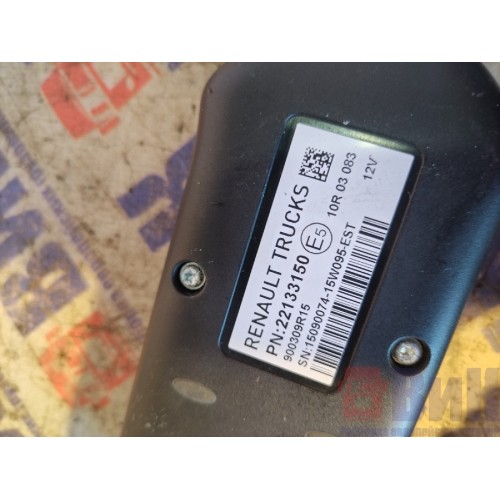 RENAULT TRUCKS
PN:22133150
900309R15
SN:15090074-15W095-EST
E5
10R 03 083
12V